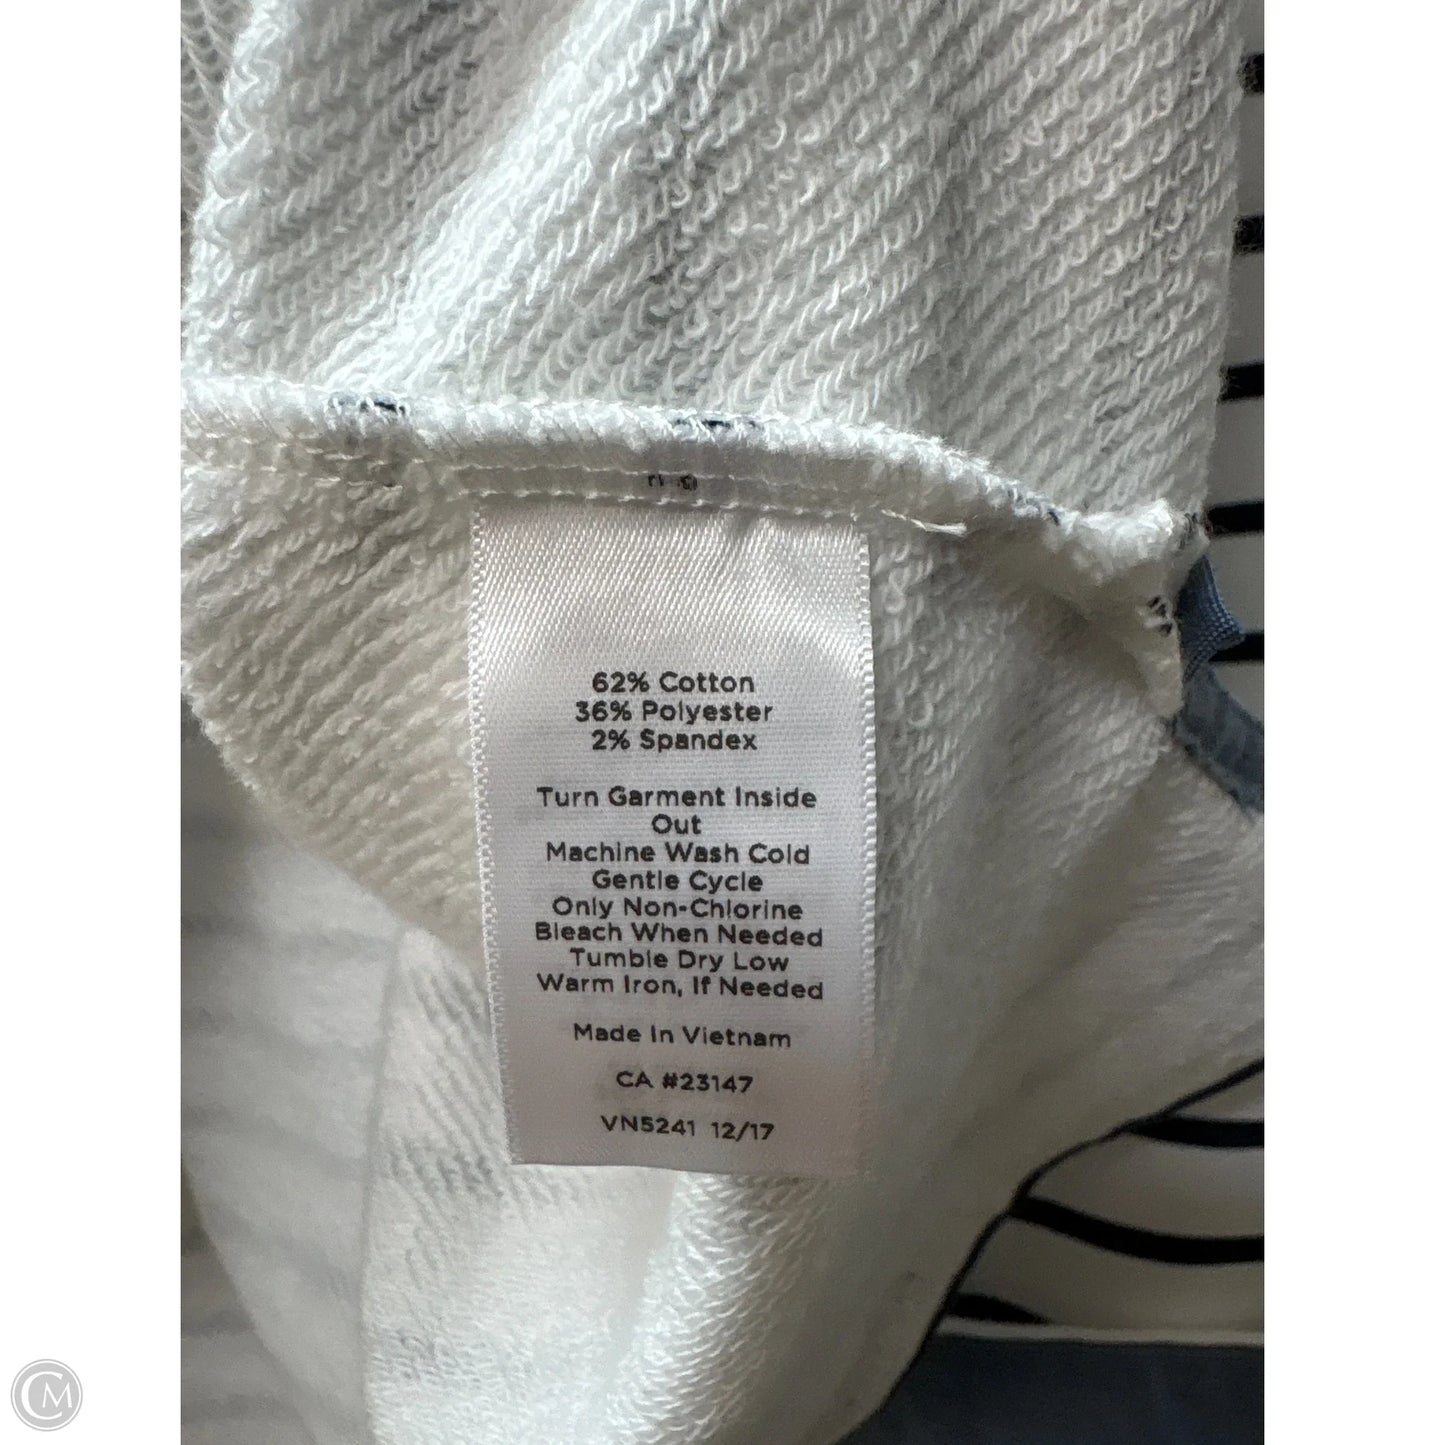 62% Cotton
36% Polyester
2% Spandex
Turn Garment Inside
Out
Machine Wash Cold
Gentle Cycle
Only Non-Chlorine
Bleach When Needed
Tumble Dry Low
Warm Iron, If Needed
Made In Vietnam
CA #23147
VN5241 12/17
CM